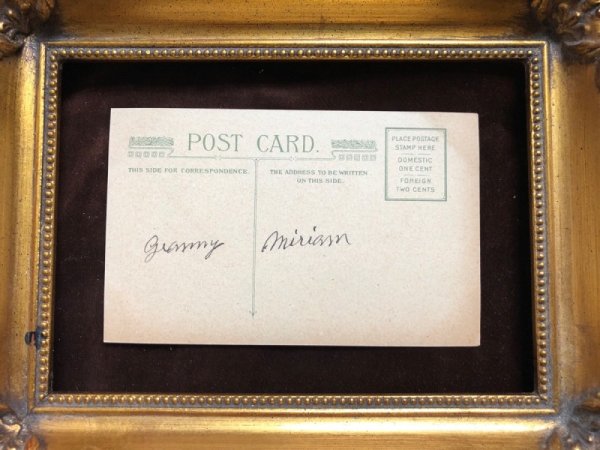 POST CARD.
THIS SIDE FOR CORRESPONDENCE.
THE ADDRESS TO BE WRITTEN
ON THIS SIDE.
PLACE POSTAGE
STAMP HERE
DOMESTIC
ONE CENT
FOREIGN
TWO CENTS
Granny Miriam